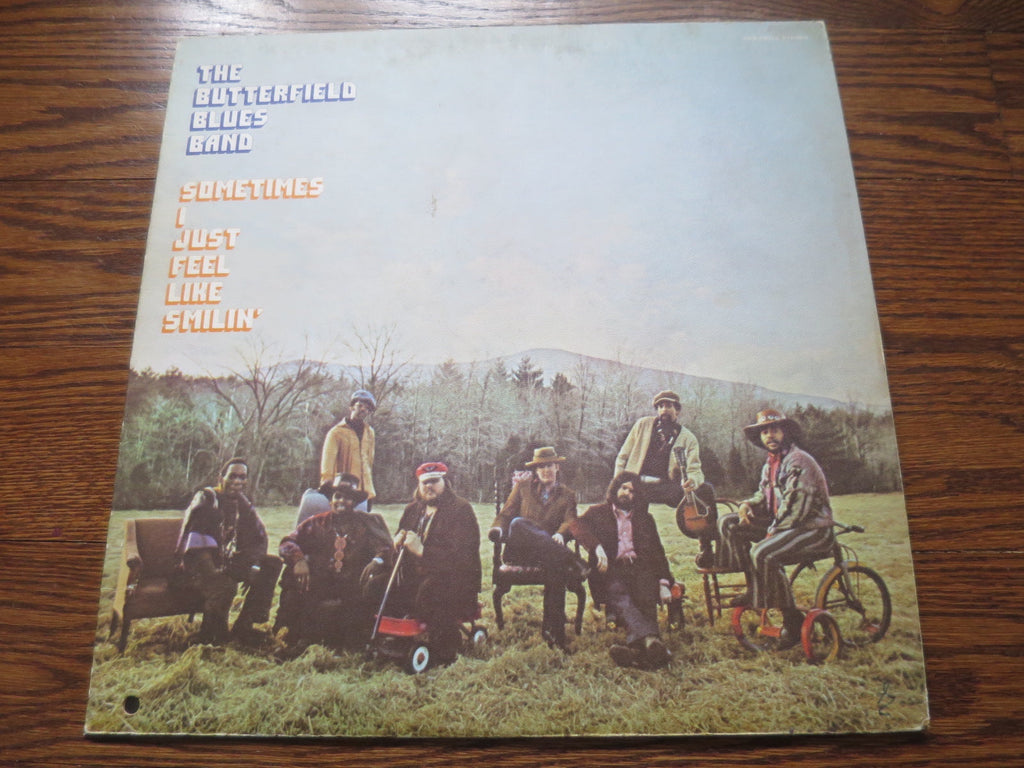 THE
BUTTERFIELD
BLUES
BAND
SOMETIMES
I
JUST
FEEL
LIKE
SMILIN'